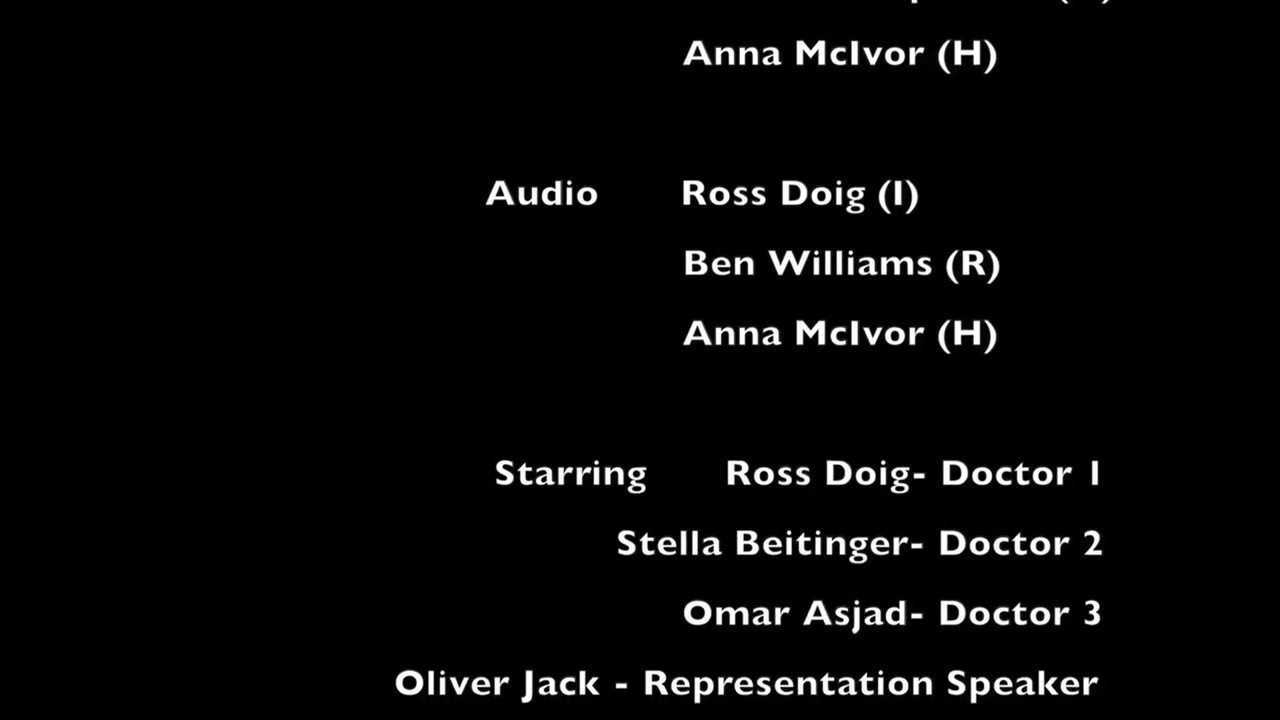 Anna McIvor (H)
Audio Ross Doig (I)
Ben Williams (R)
Anna McIvor (H)
Starring Ross Doig- Doctor 1
Stella Beitinger- Doctor 2
Omar Asjad- Doctor 3
Oliver Jack - Representation Speaker